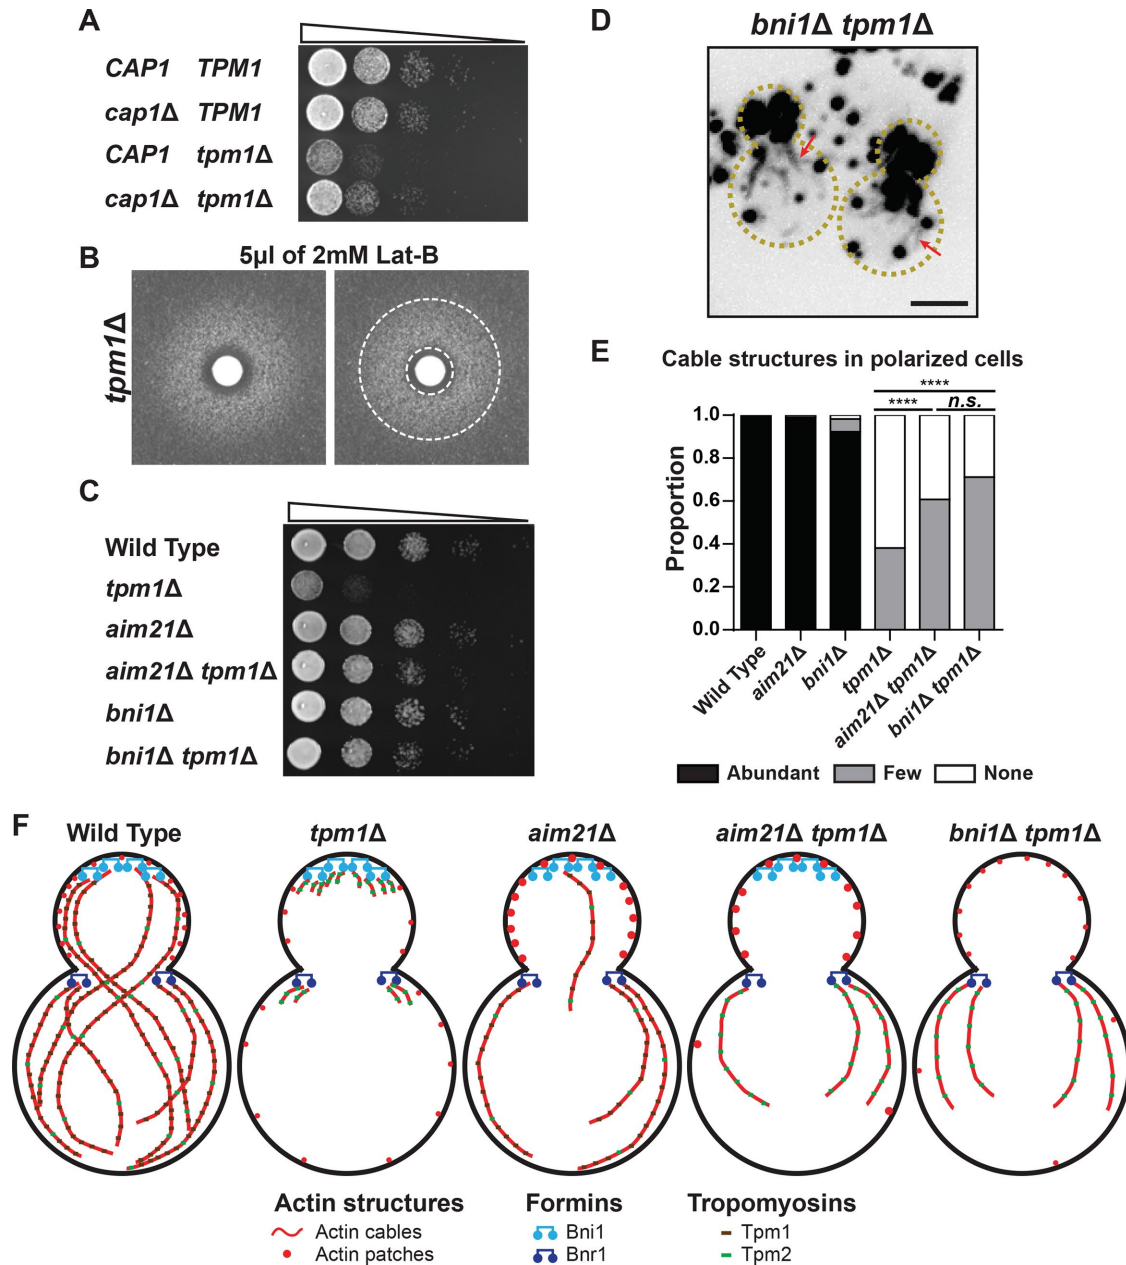 A
CAP1 TPM1
cap1Δ TPM1
CAP1 tpm1Δ
cap1Δ tpm1Δ
B
5µl of 2mM Lat-B
tpm1Δ
C
Wild Type
tpm1Δ
aim21Δ
aim21Δ tpm1Δ
bni1Δ
bni1Δ tpm1Δ
D
bni1Δ tpm1Δ
E
Cable structures in polarized cells
****
**** n.s.
Proportion
1.0
0.8
0.6
0.4
0.2
0.0
Wild Type
aim21Δ
bni1Δ
tpm1Δ
aim21Δ tpm1Δ
bni1Δ tpm1Δ
Abundant Few None
F
Wild Type tpm1Δ aim21Δ aim21Δ tpm1Δ bni1Δ tpm1Δ
Actin structures Formins Tropomyosins
Actin cables Bni1 Tpm1
Actin patches Bnr1 Tpm2